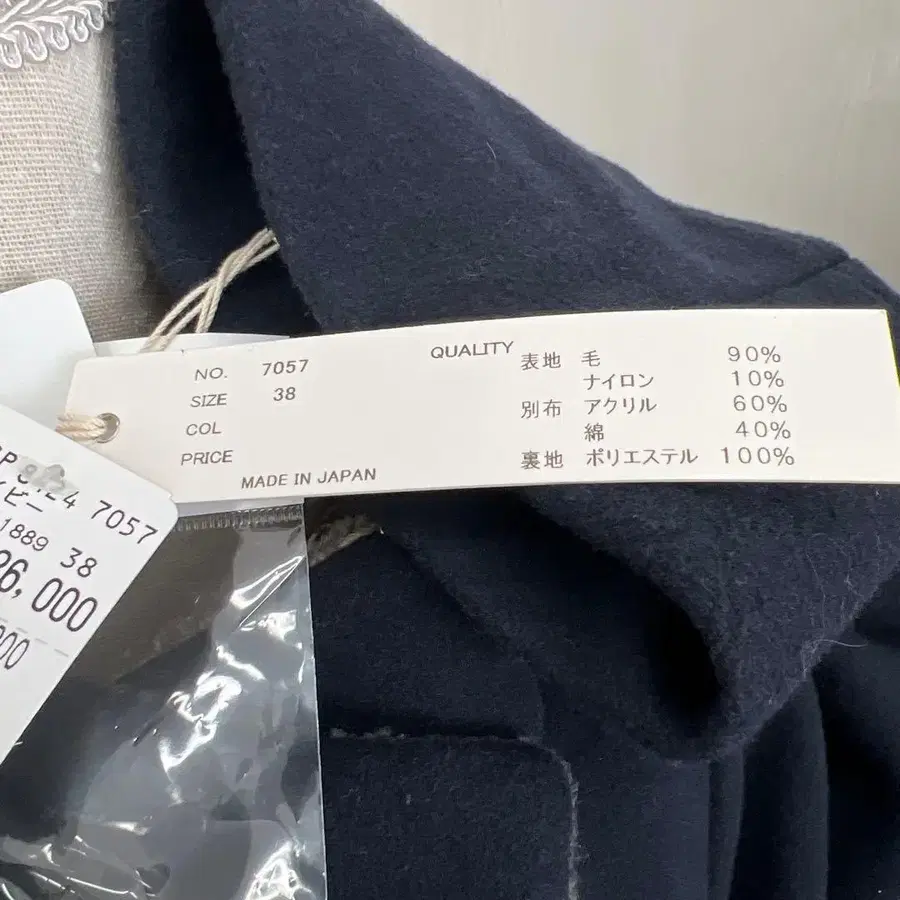 NO. 7057
SIZE 38
COL
PRICE
MADE IN JAPAN
QUALITY 表地 毛 90%
ナイロン 10%
別布 アクリル 60%
綿 40%
裏地 ポリエステル 100%
7057
1889 38
6,000